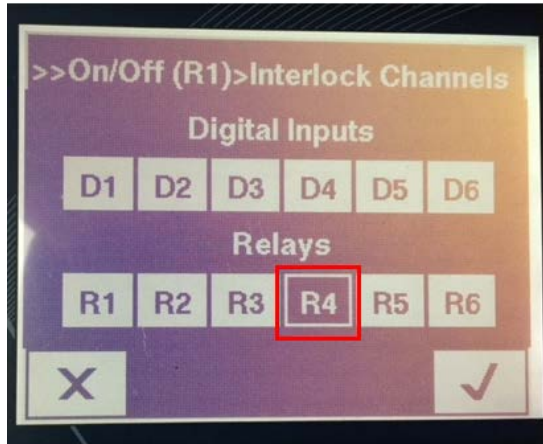 >>On/Off (R1)>Interlock Channels
Digital Inputs
D1 D2 D3 D4 D5 D6
Relays
R1 R2 R3 R4 R5 R6
X ✓